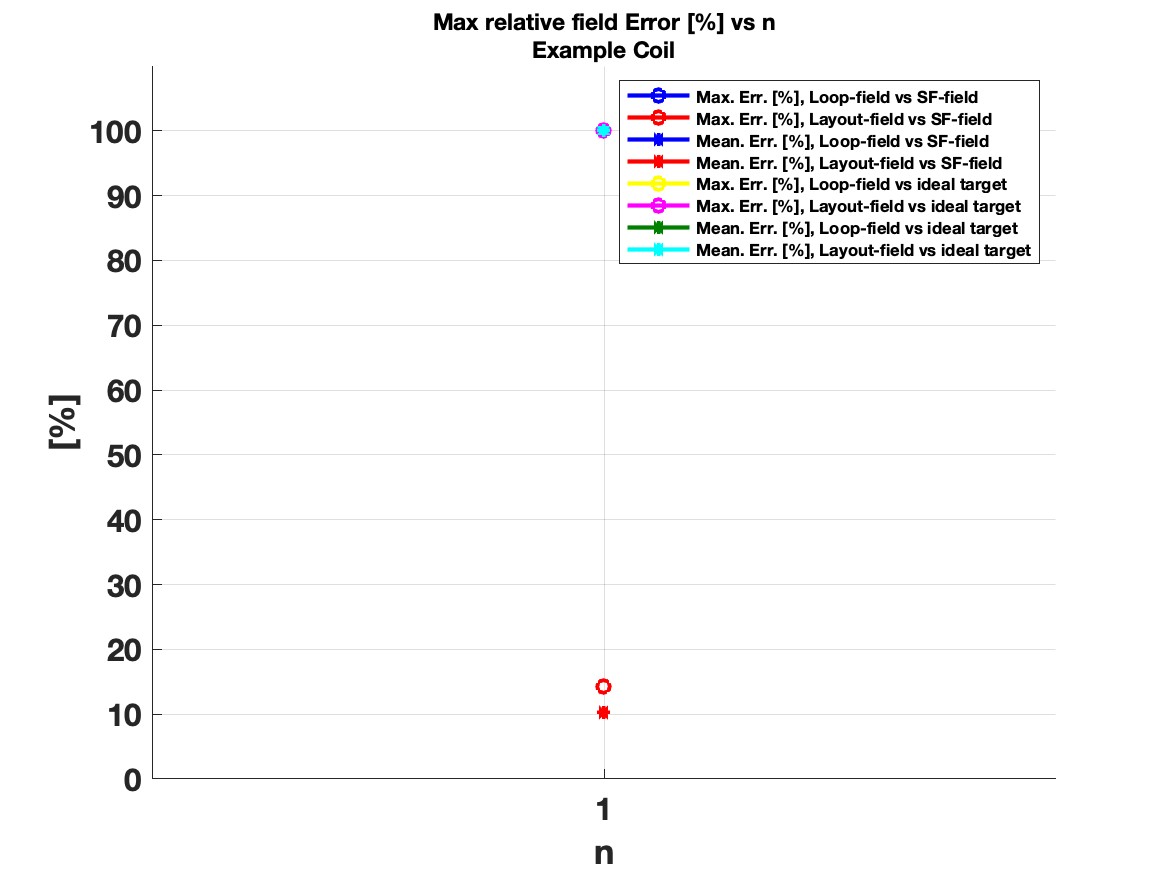 Max relative field Error [%] vs n
Example Coil
Max. Err. [%], Loop-field vs SF-field
Max. Err. [%], Layout-field vs SF-field
Mean. Err. [%], Loop-field vs SF-field
Mean. Err. [%], Layout-field vs SF-field
Max. Err. [%], Loop-field vs ideal target
Max. Err. [%], Layout-field vs ideal target
Mean. Err. [%], Loop-field vs ideal target
Mean. Err. [%], Layout-field vs ideal target
100
90
80
70
60
50
40
30
20
10
0
[%]
1
n